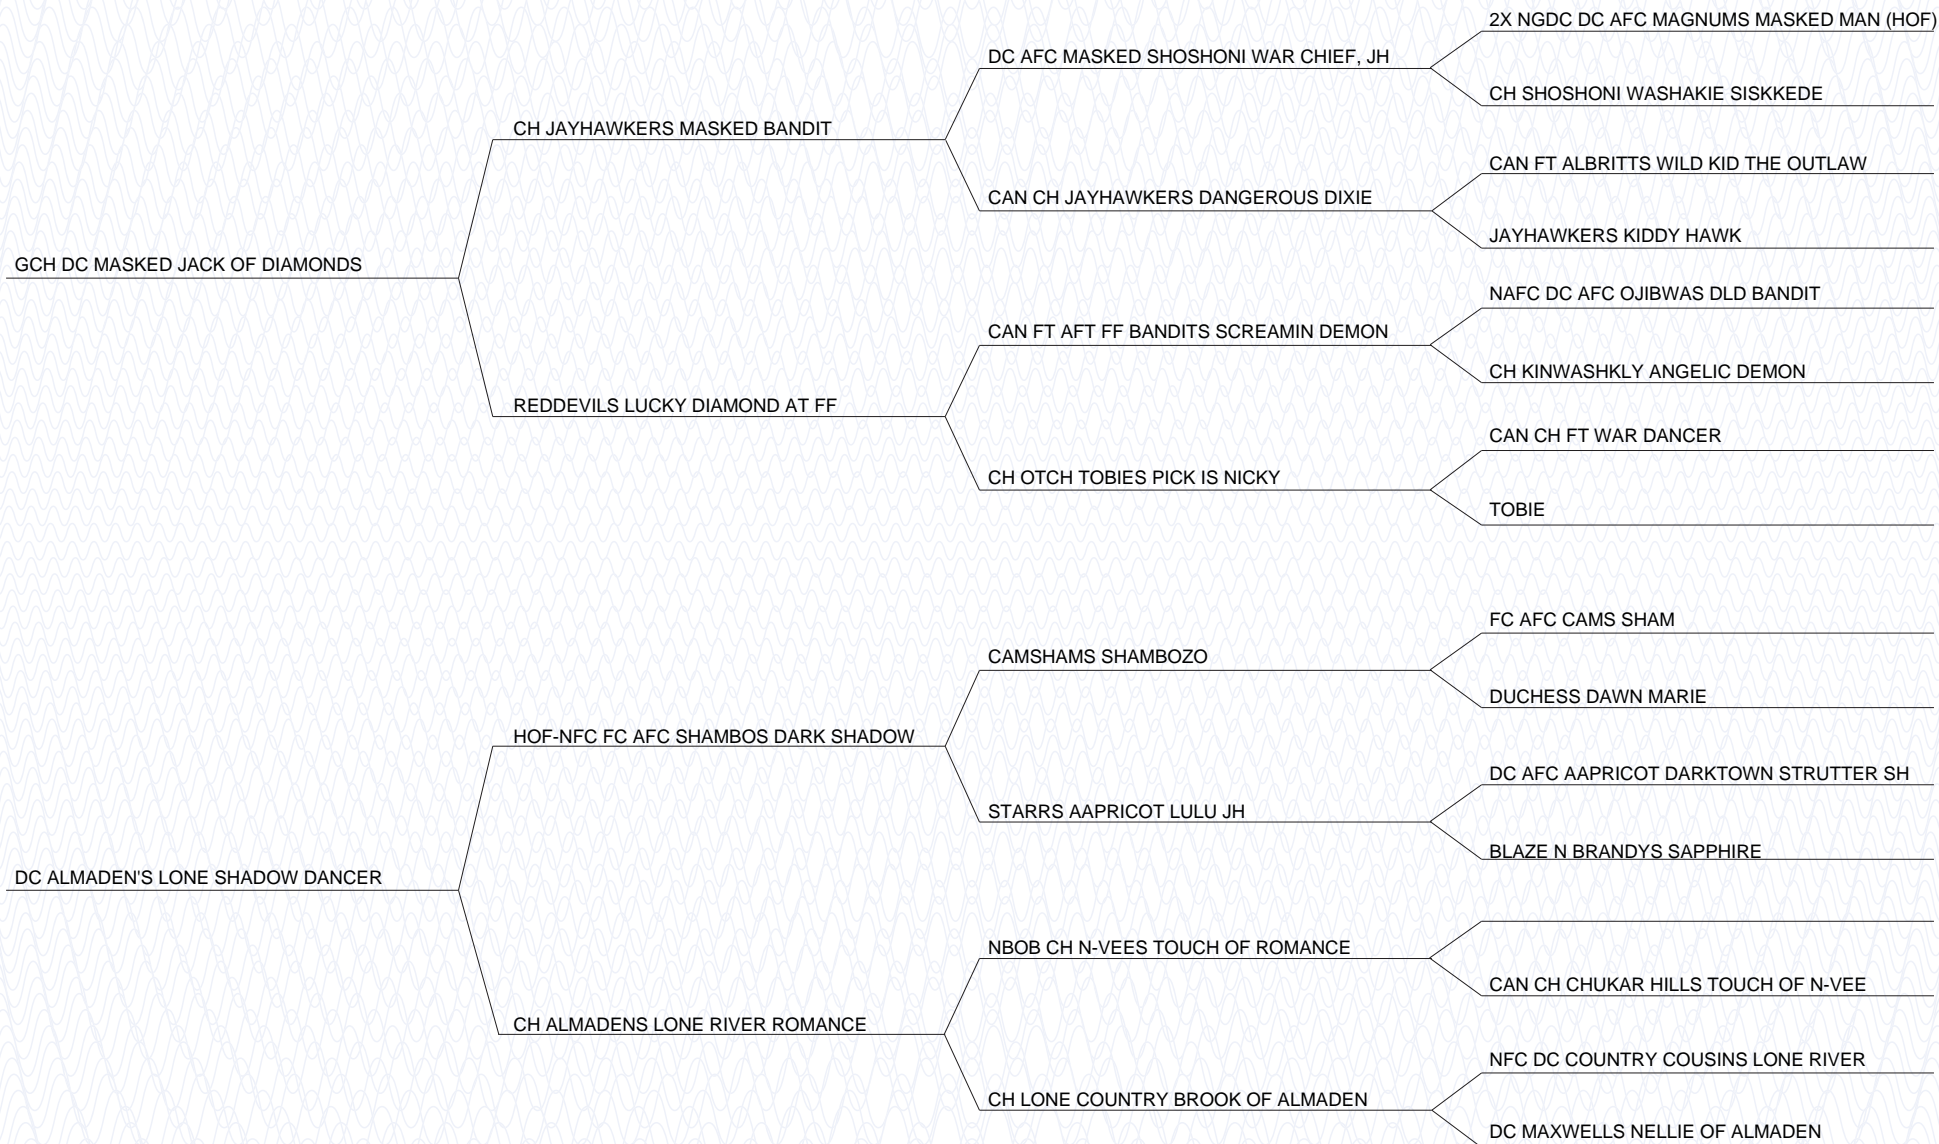 2X NGDC DC AFC MAGNUMS MASKED MAN (HOF)
DC AFC MASKED SHOSHONI WAR CHIEF, JH
CH SHOSHONI WASHAKIE SISKKEDE
CH JAYHAWKERS MASKED BANDIT
CAN FT ALBRITTS WILD KID THE OUTLAW
CAN CH JAYHAWKERS DANGEROUS DIXIE
JAYHAWKERS KIDDY HAWK
GCH DC MASKED JACK OF DIAMONDS
NAFC DC AFC OJIBWAS DLD BANDIT
CAN FT AFT FF BANDITS SCREAMIN DEMON
CH KINWASHKLY ANGELIC DEMON
REDDEVILS LUCKY DIAMOND AT FF
CAN CH FT WAR DANCER
CH OTCH TOBIES PICK IS NICKY
TOBIE
FC AFC CAMS SHAM
CAMSHAMS SHAMBOZO
DUCHESS DAWN MARIE
HOF-NFC FC AFC SHAMBOS DARK SHADOW
DC AFC AAPRICOT DARKTOWN STRUTTER SH
STARRS AAPRICOT LULU JH
BLAZE N BRANDYS SAPPHIRE
DC ALMADEN'S LONE SHADOW DANCER
NBOB CH N-VEES TOUCH OF ROMANCE
CAN CH CHUKAR HILLS TOUCH OF N-VEE
CH ALMADENS LONE RIVER ROMANCE
NFC DC COUNTRY COUSINS LONE RIVER
CH LONE COUNTRY BROOK OF ALMADEN
DC MAXWELLS NELLIE OF ALMADEN